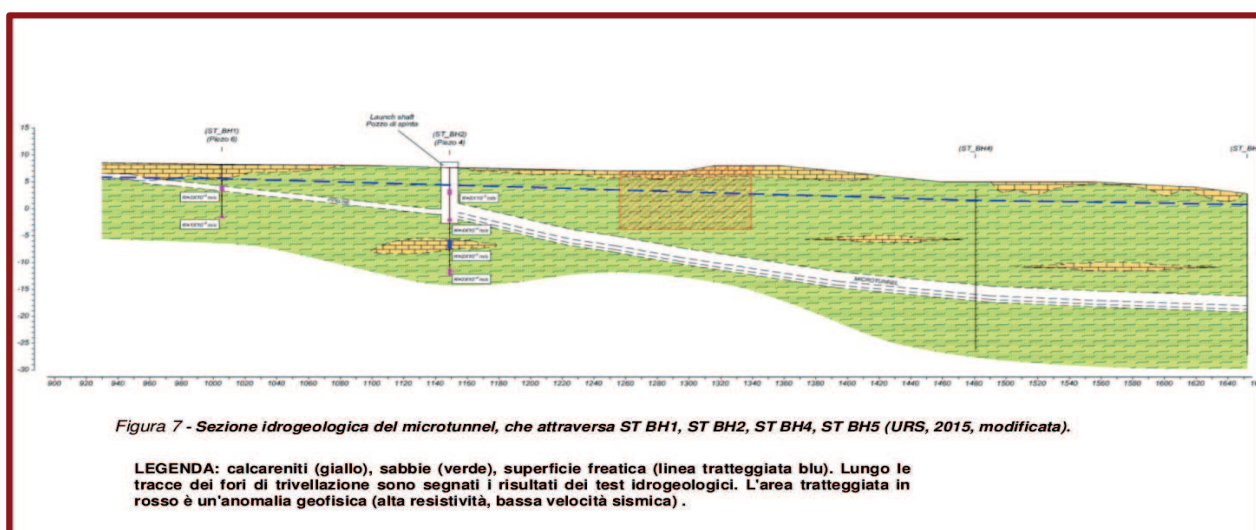 Launch shaft
Pozzo di spinta
(ST_BH1)
(Piezo 6)
(ST_BH2)
(Piezo 4)
(ST_BH4)
(ST_BH
15
10
5
0
-5
-10
-15
-20
-25
-30
MICROTUNNEL
900 920 940 960 980 1000 1020 1040 1060 1080 1100 1120 1140 1160 1180 1200 1220 1240 1260 1280 1300 1320 1340 1360 1380 1400 1420 1440 1460 1480 1500 1520 1540 1560 1580 1600 1620 1640
Figura 7 - Sezione idrogeologica del microtunnel, che attraversa ST BH1, ST BH2, ST BH4, ST BH5 (URS, 2015, modificata).
LEGENDA: calcareniti (giallo), sabbie (verde), superficie freatica (linea tratteggiata blu). Lungo le
tracce dei fori di trivellazione sono segnati i risultati dei test idrogeologici. L'area tratteggiata in
rosso è un'anomalia geofisica (alta resistività, bassa velocità sismica) .